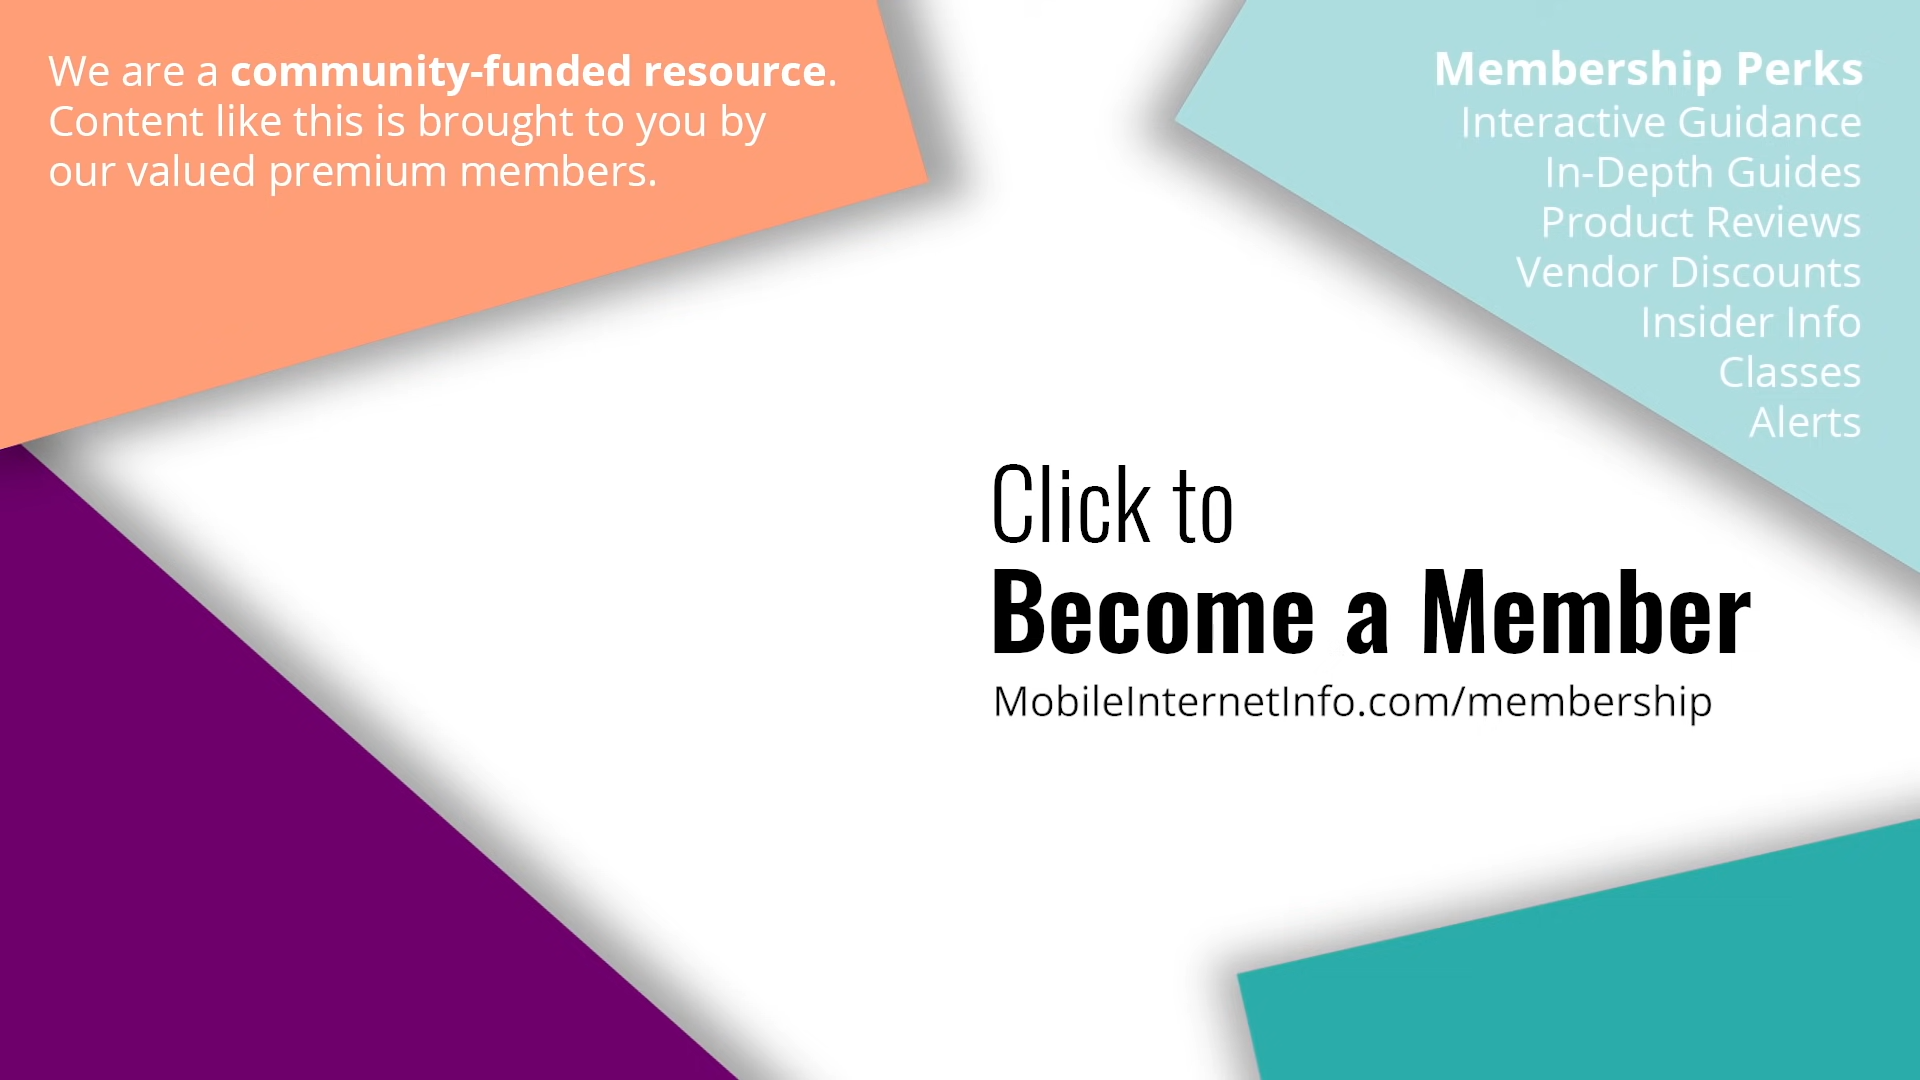 We are a community-funded resource.
Content like this is brought to you by
our valued premium members.
Membership Perks
Interactive Guidance
In-Depth Guides
Product Reviews
Vendor Discounts
Insider Info
Classes
Alerts
Click to
Become a Member
MobileInternetInfo.com/membership